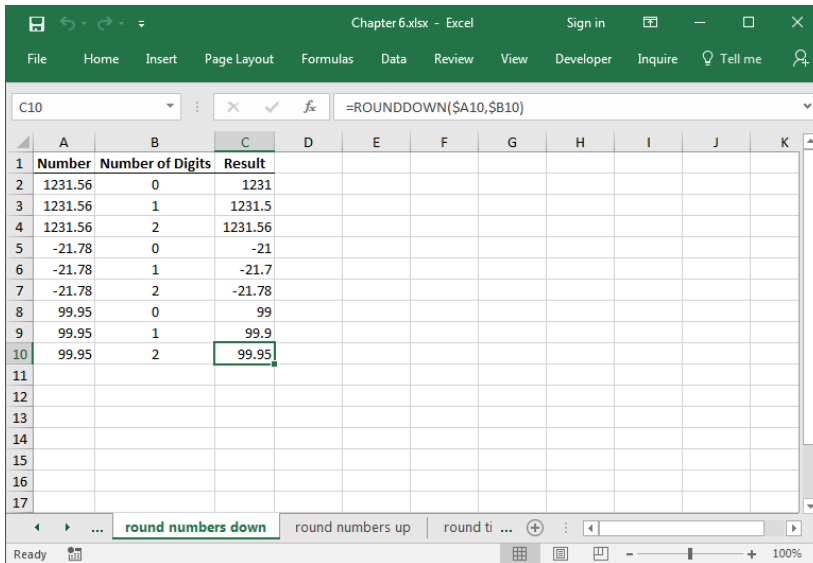 Chapter 6.xlsx - Excel Sign in
File Home Insert Page Layout Formulas Data Review View Developer Inquire Tell me
C10 fx =ROUNDDOWN($A10,$B10)
A B C D E F G H I J K
1 Number Number of Digits Result
2 1231.56 0 1231
3 1231.56 1 1231.5
4 1231.56 2 1231.56
5 -21.78 0 -21
6 -21.78 1 -21.7
7 -21.78 2 -21.78
8 99.95 0 99
9 99.95 1 99.9
10 99.95 2 99.95
11
12
13
14
15
16
17
... round numbers down round numbers up round ti ...
Ready 100%